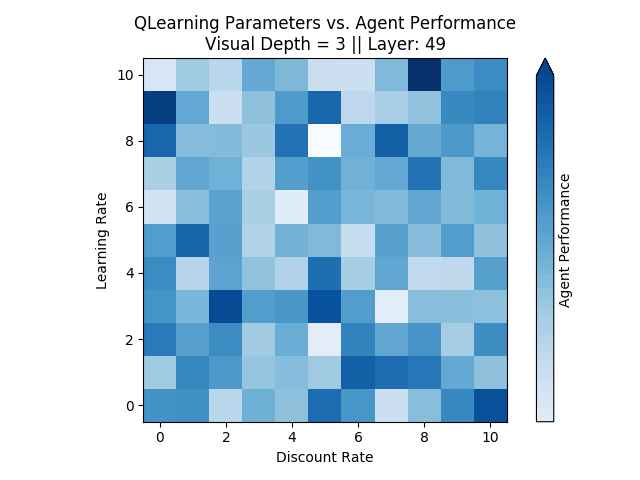 QLearning Parameters vs. Agent Performance
Visual Depth = 3 || Layer: 49
10
8
6
4
2
0
Learning Rate
0 2 4 6 8 10
Discount Rate
Agent Performance